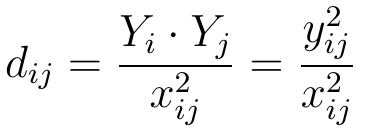 d_{ij} = \frac{Y_i \cdot Y_j}{x_{ij}^2} = \frac{y_{ij}^2}{x_{ij}^2}